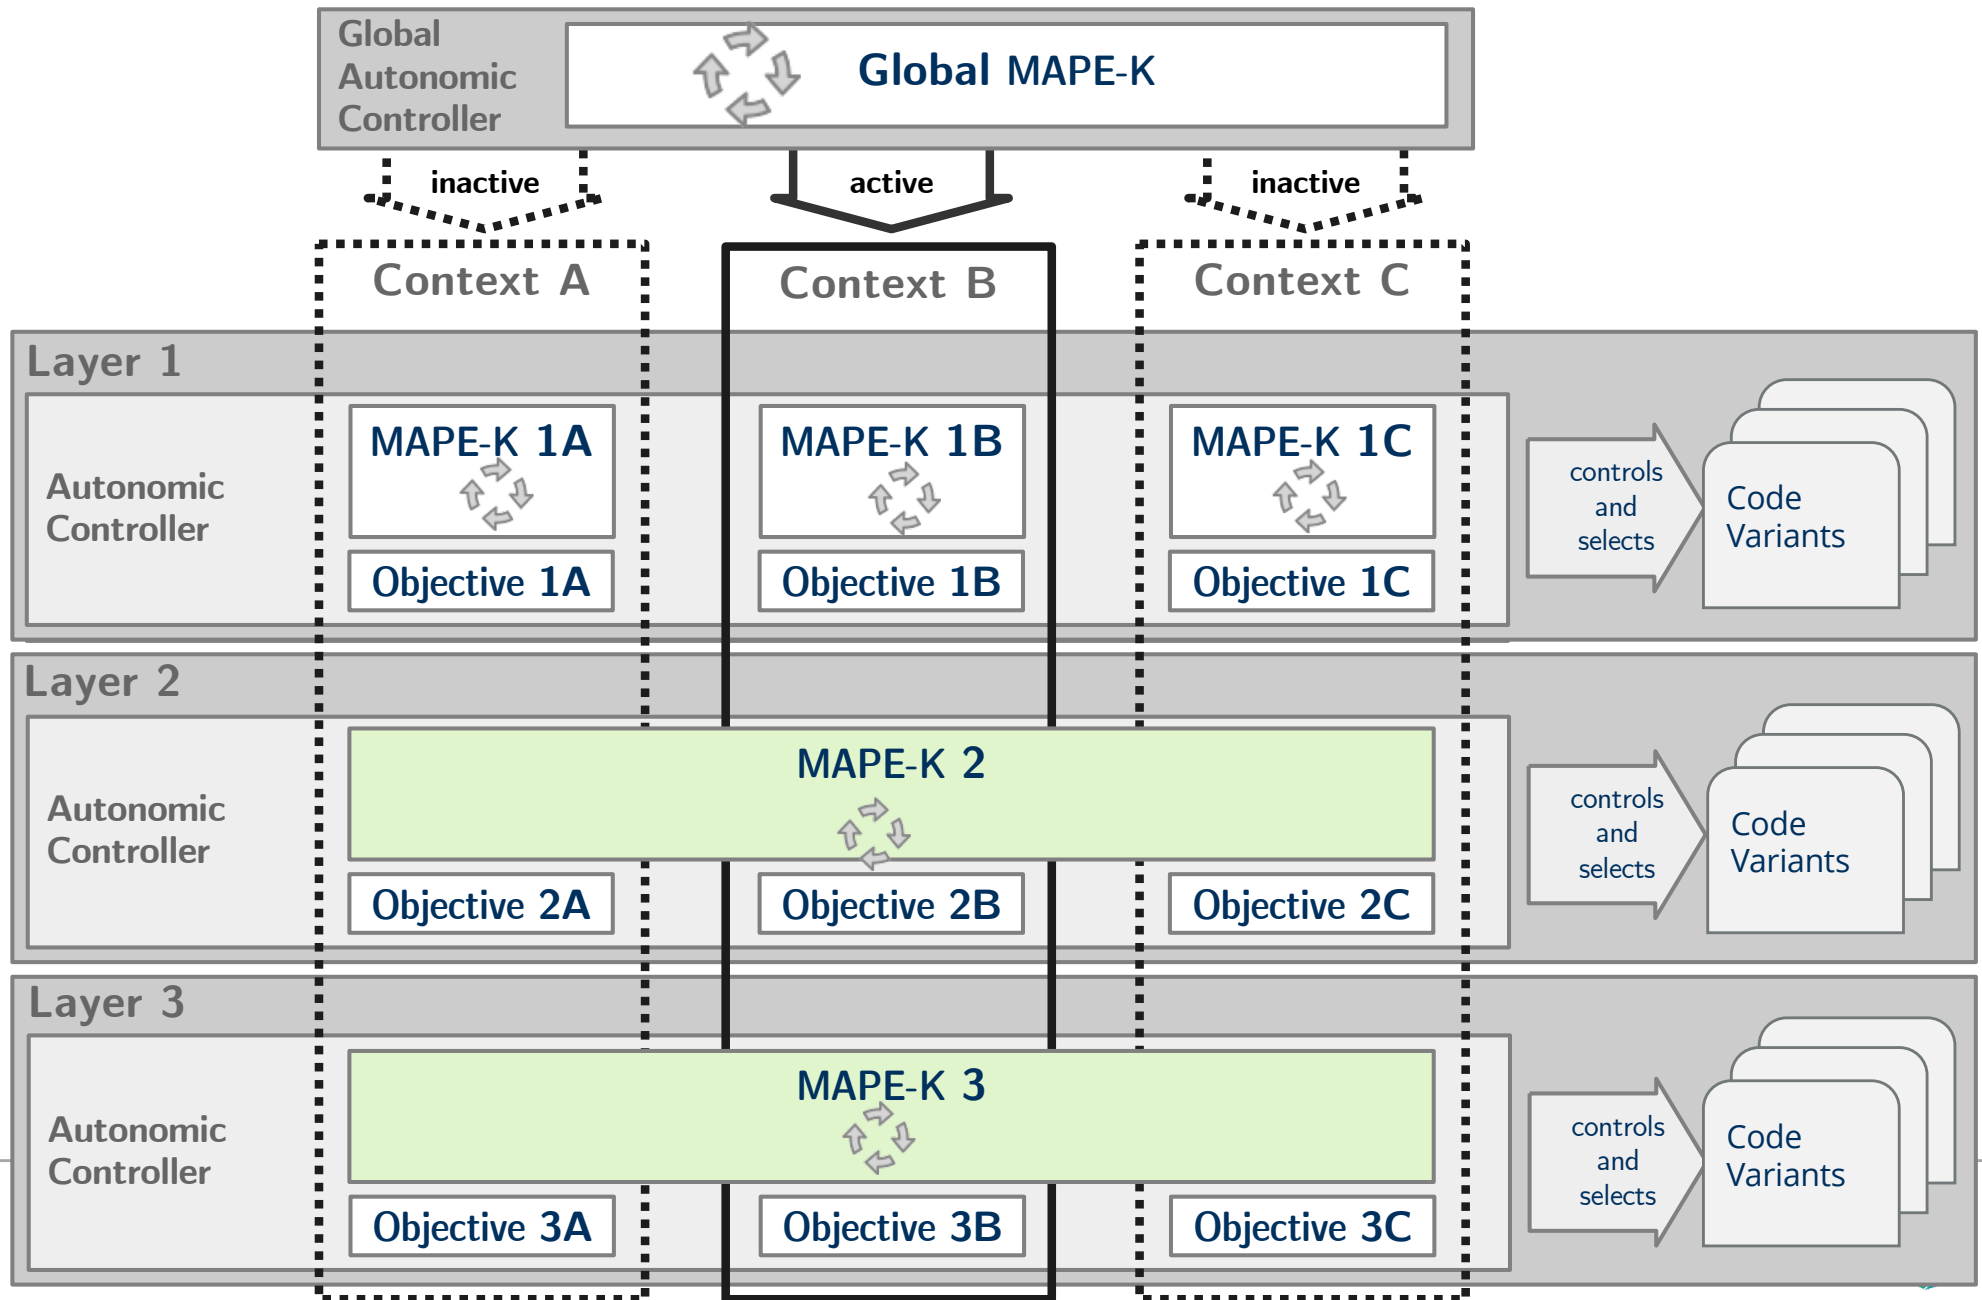 Global
Autonomic
Controller
Global MAPE-K
inactive
active
inactive
Context A
Context B
Context C
Layer 1
Autonomic
Controller
MAPE-K 1A
MAPE-K 1B
MAPE-K 1C
Objective 1A
Objective 1B
Objective 1C
controls
and
selects
Code
Variants
Layer 2
Autonomic
Controller
MAPE-K 2
Objective 2A
Objective 2B
Objective 2C
controls
and
selects
Code
Variants
Layer 3
Autonomic
Controller
MAPE-K 3
Objective 3A
Objective 3B
Objective 3C
controls
and
selects
Code
Variants